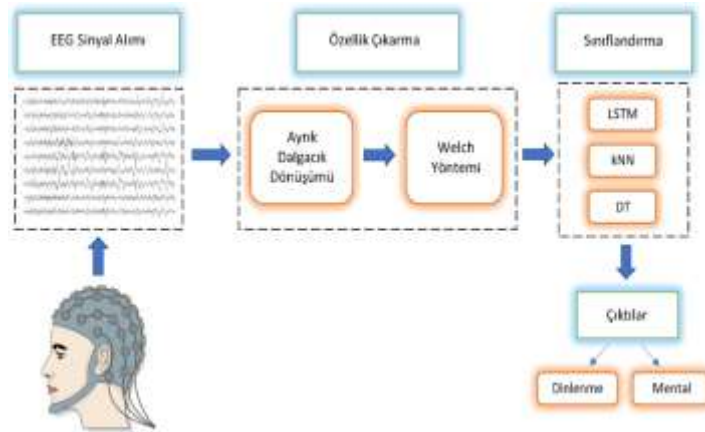 EEG Sinyal Alımı
Özellik Çıkarma
Sınıflandırma
Ayrık
Dalgacık
Dönüşümü
Welch
Yöntemi
LSTM
kNN
DT
Çıktılar
Dinlenme
Mental